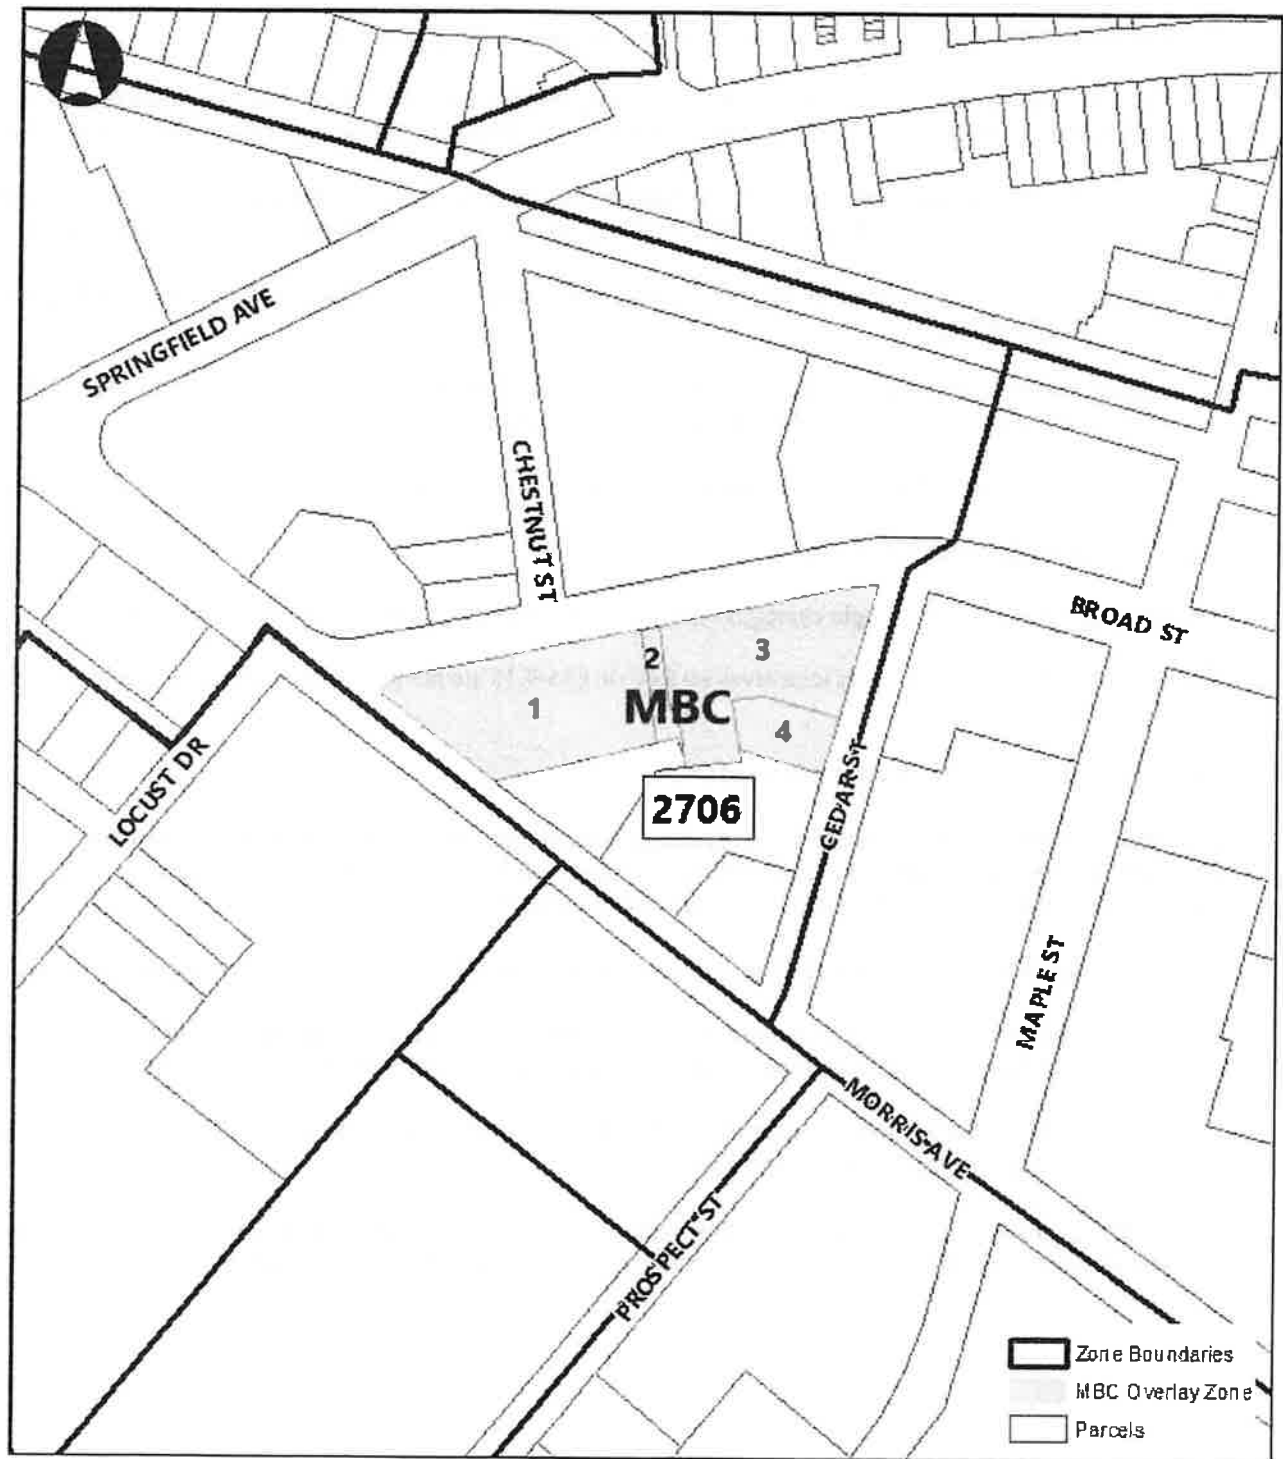 SPRINGFIELD AVE
CHESTNUT ST
BROAD ST
2
3
1
MBC
4
2706
LOCUST DR
CEDAR ST
MAPLE ST
MORRIS AVE
PROSPECT ST
Zone Boundaries
MBC Overlay Zone
Parcels